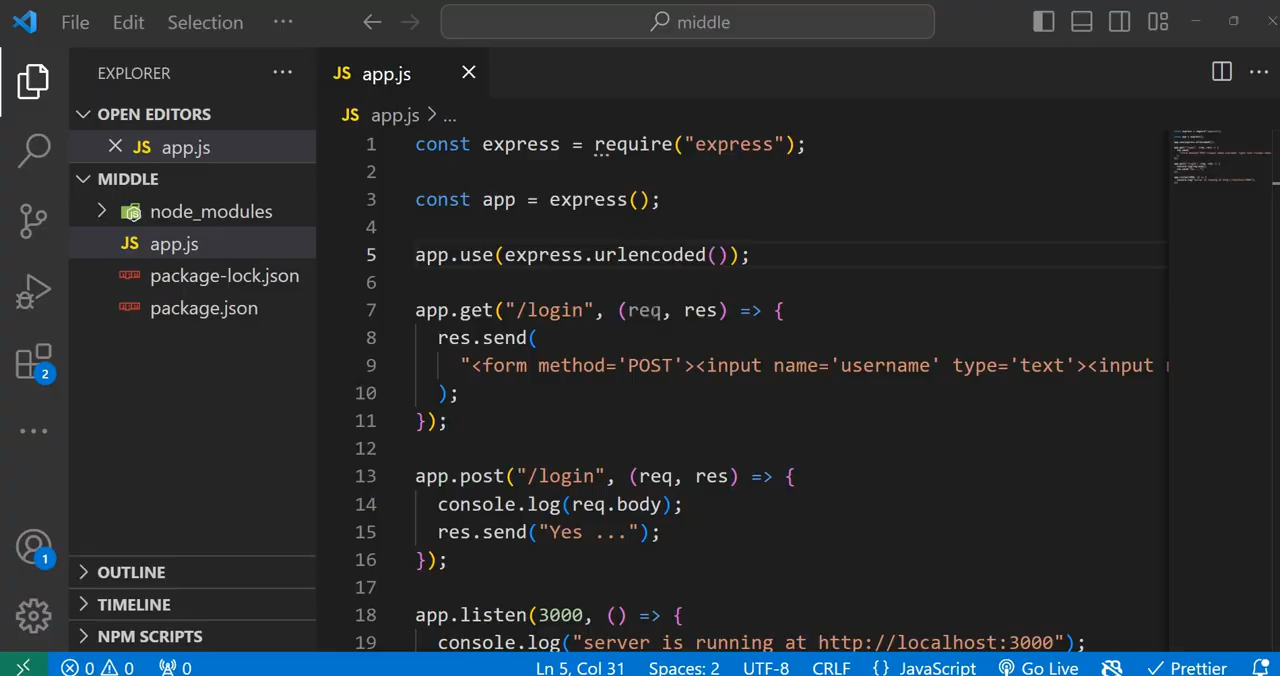 File Edit Selection ...
middle
EXPLORER ...
OPEN EDITORS
JS app.js
MIDDLE
node_modules
JS app.js
package-lock.json
package.json
OUTLINE
TIMELINE
NPM SCRIPTS
2
1
JS app.js
JS app.js > ...
1 const express = require("express");
2
3 const app = express();
4
5 app.use(express.urlencoded());
6
7 app.get("/login", (req, res) => {
8 res.send(
9 "<form method='POST'><input name='username' type='text'><input
10 );
11 });
12
13 app.post("/login", (req, res) => {
14 console.log(req.body);
15 res.send("Yes ...");
16 });
17
18 app.listen(3000, () => {
19 console.log("server is running at http://localhost:3000");
0 0 0 Ln 5, Col 31 Spaces: 2 UTF-8 CRLF {} JavaScript Go Live Prettier